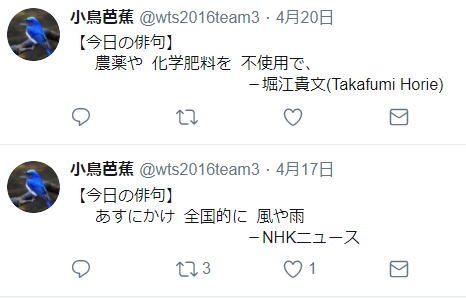 小鳥芭蕉 @wts2016team3・4月20日
【今日の俳句】
農薬や 化学肥料を 不使用で、
－堀江貴文(Takafumi Horie)
小鳥芭蕉 @wts2016team3・4月17日
【今日の俳句】
あすにかけ 全国的に 風や雨
－NHKニュース
3
1